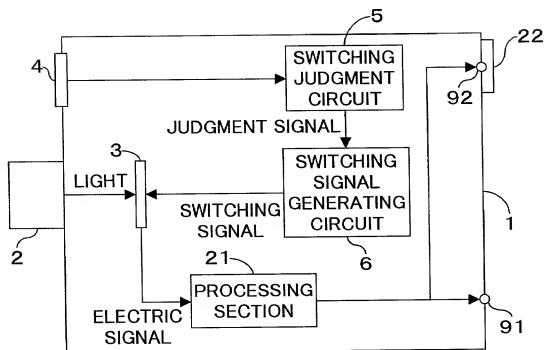 5
22
4
SWITCHING
JUDGMENT
CIRCUIT
92
JUDGMENT SIGNAL
3
LIGHT
SWITCHING
SIGNAL
GENERATING
CIRCUIT
SWITCHING
SIGNAL
1
2
6
21
PROCESSING
SECTION
ELECTRIC
SIGNAL
91